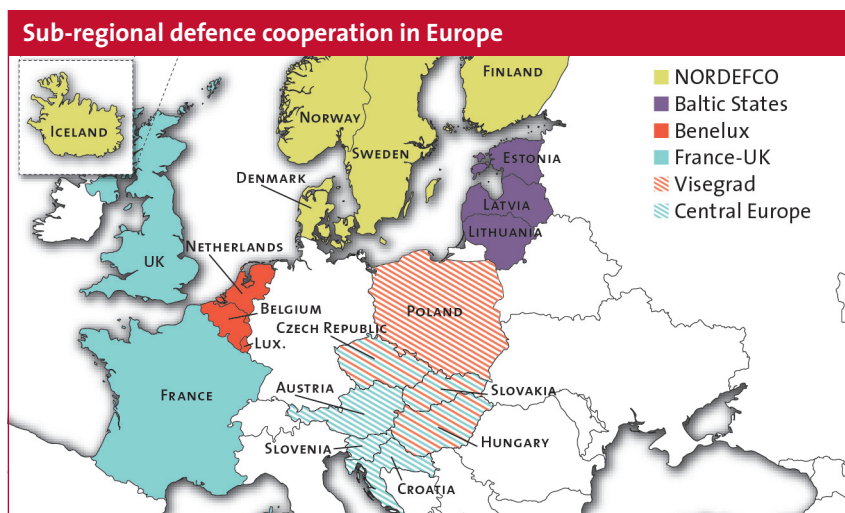 Sub-regional defence cooperation in Europe
ICELAND
NORWAY
SWEDEN
FINLAND
DENMARK
ESTONIA
LATVIA
LITHUANIA
NETHERLANDS
UK
BELGIUM
LUX.
CZECH REPUBLIC
POLAND
FRANCE
AUSTRIA
SLOVAKIA
SLOVENIA
HUNGARY
CROATIA
NORDEFCO
Baltic States
Benelux
France-UK
Visegrad
Central Europe